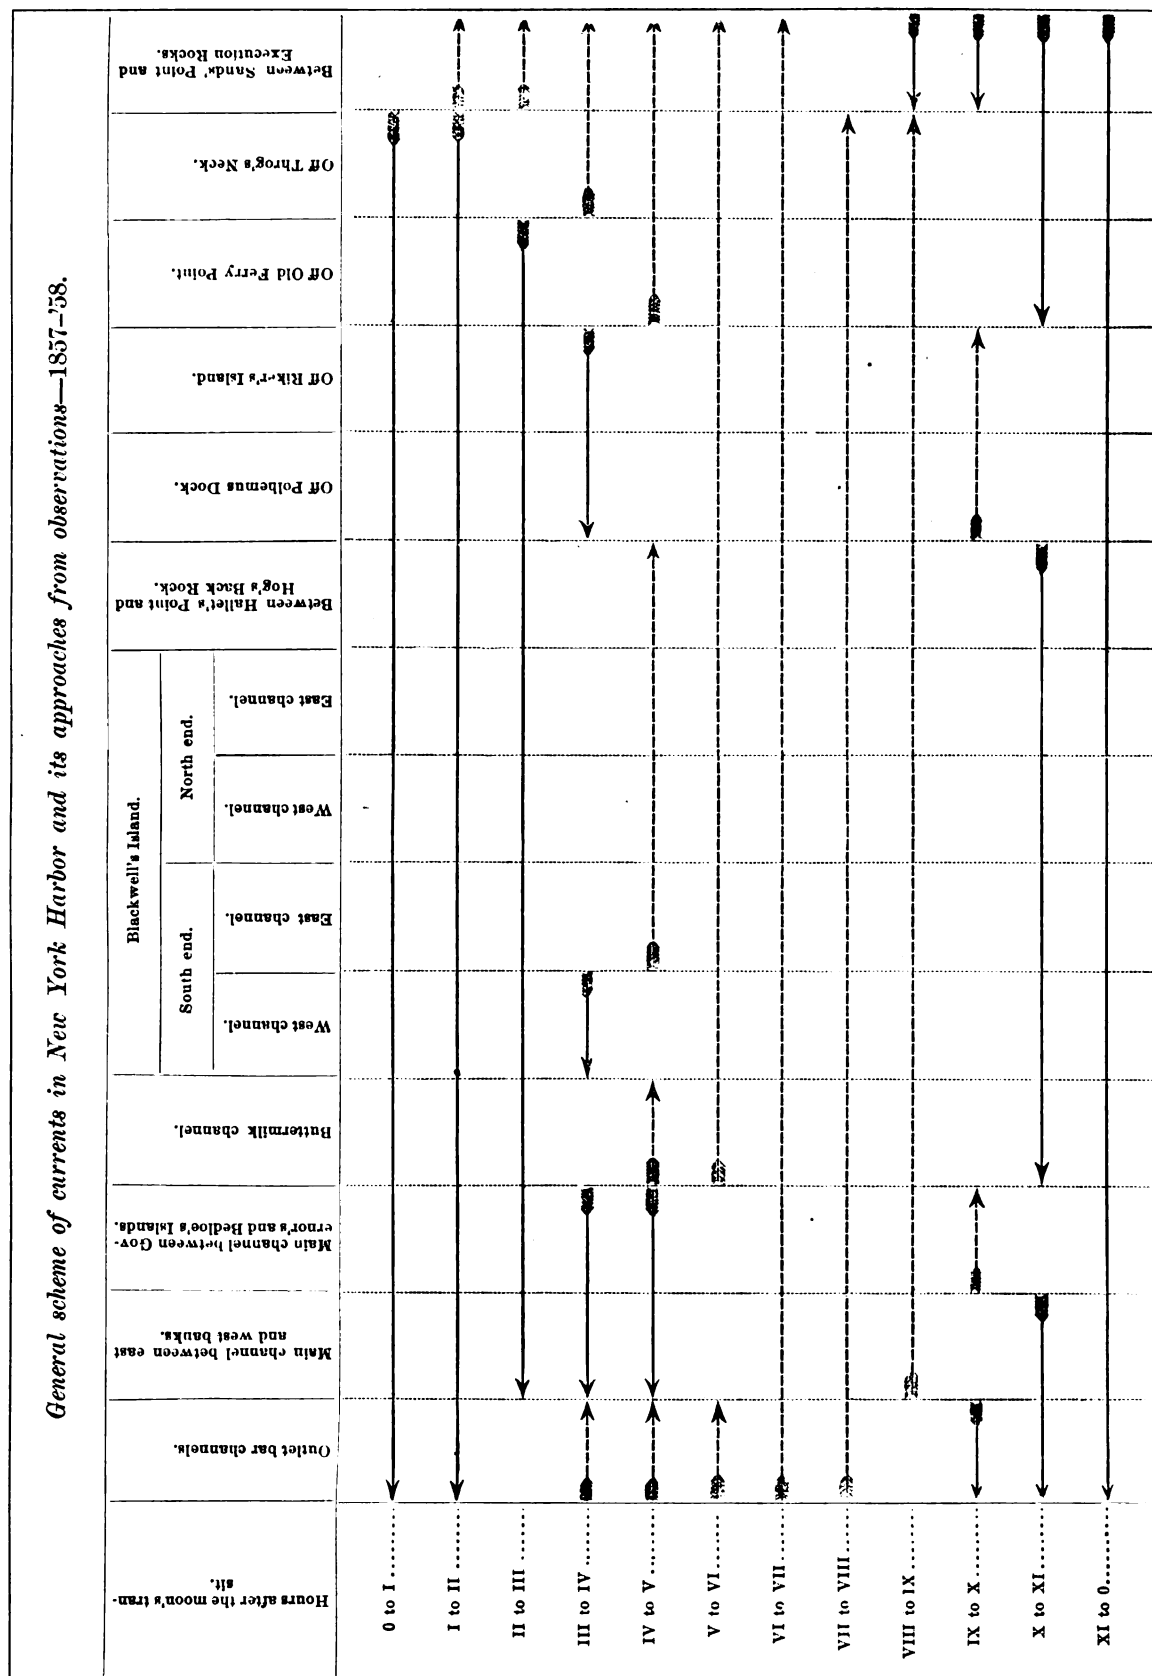 General scheme of currents in New York Harbor and its approaches from observations—1857-'58.
Hours after the moon's tran-
sit.
Outlet bar channels.
Main channel between east
and west banks.
Main channel between Gov-
ernor's and Bedloe's Islands.
Buttermilk channel.
Blackwell's Island.
South end.
West channel.
East channel.
North end.
West channel.
East channel.
Between Hallet's Point and
Hog's Back Rock.
Off Polhemus Dock.
Off Riker's Island.
Off Old Ferry Point.
Off Throg's Neck.
Between Sands' Point and
Execution Rocks.
0 to I......
I to II......
II to III......
III to IV......
IV to V......
V to VI......
VI to VII......
VII to VIII......
VIII to IX......
IX to X......
X to XI......
XI to 0......